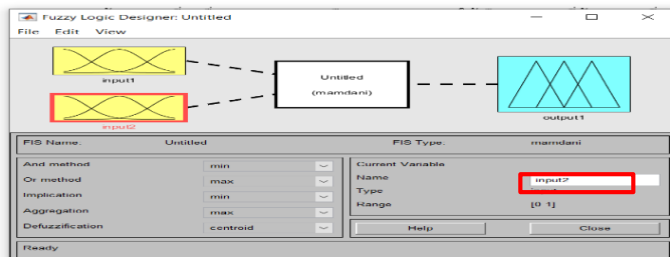 Fuzzy Logic Designer: Untitled
File Edit View
input1
Untitled
(mamdani)
input2
output1
FIS Name: Untitled FIS Type: mamdani
And method min
Or method max
Implication min
Aggregation max
Defuzzification centroid
Current Variable
Name input2
Type
Range [0 1]
Help Close
Ready